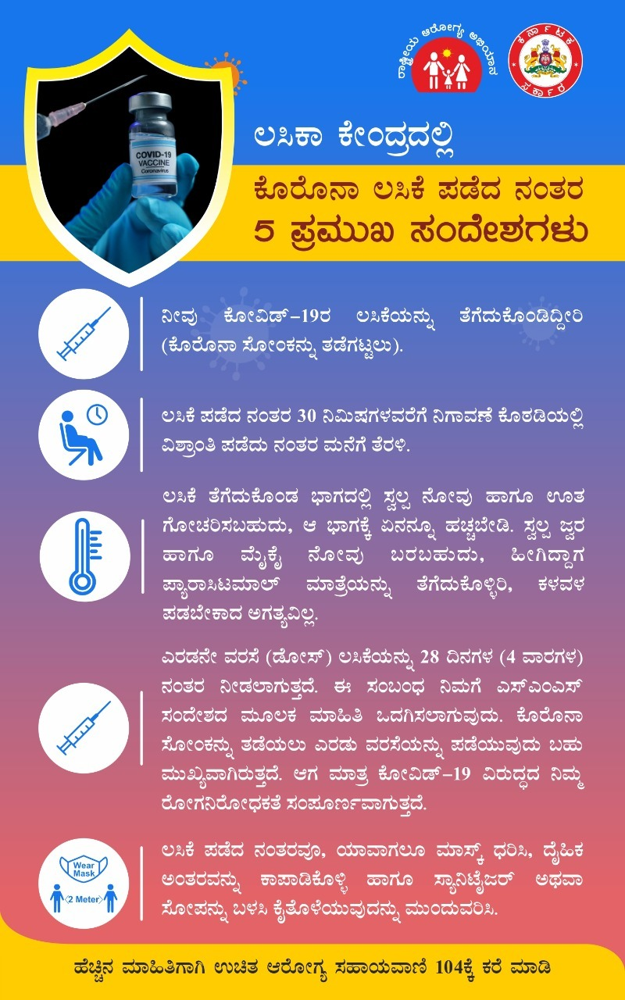 ರಾಷ್ಟ್ರೀಯ ಆರೋಗ್ಯ ಅಭಿಯಾನ
ಕರ್ನಾಟಕ ಸರ್ಕಾರ
COVID-19
VACCINE
Coronavirus
ಲಸಿಕಾ ಕೇಂದ್ರದಲ್ಲಿ
ಕೊರೊನಾ ಲಸಿಕೆ ಪಡೆದ ನಂತರ
5 ಪ್ರಮುಖ ಸಂದೇಶಗಳು
ನೀವು ಕೋವಿಡ್-19ರ ಲಸಿಕೆಯನ್ನು ತೆಗೆದುಕೊಂಡಿದ್ದೀರಿ
(ಕೊರೊನಾ ಸೋಂಕನ್ನು ತಡೆಗಟ್ಟಲು).
ಲಸಿಕೆ ಪಡೆದ ನಂತರ 30 ನಿಮಿಷಗಳವರೆಗೆ ನಿಗಾವಣೆ ಕೊಠಡಿಯಲ್ಲಿ
ವಿಶ್ರಾಂತಿ ಪಡೆದು ನಂತರ ಮನೆಗೆ ತೆರಳಿ.
ಲಸಿಕೆ ತೆಗೆದುಕೊಂಡ ಭಾಗದಲ್ಲಿ ಸ್ವಲ್ಪ ನೋವು ಹಾಗೂ ಊತ
ಗೋಚರಿಸಬಹುದು, ಆ ಭಾಗಕ್ಕೆ ಏನನ್ನೂ ಹಚ್ಚಬೇಡಿ. ಸ್ವಲ್ಪ ಜ್ವರ
ಹಾಗೂ ಮೈಕೈ ನೋವು ಬರಬಹುದು, ಹೀಗಿದ್ದಾಗ
ಪ್ಯಾರಾಸಿಟಮಾಲ್ ಮಾತ್ರೆಯನ್ನು ತೆಗೆದುಕೊಳ್ಳಿರಿ, ಕಳವಳ
ಪಡಬೇಕಾದ ಅಗತ್ಯವಿಲ್ಲ.
ಎರಡನೇ ವರಸೆ (ಡೋಸ್) ಲಸಿಕೆಯನ್ನು 28 ದಿನಗಳ (4 ವಾರಗಳ)
ನಂತರ ನೀಡಲಾಗುತ್ತದೆ. ಈ ಸಂಬಂಧ ನಿಮಗೆ ಎಸ್ಎಂಎಸ್
ಸಂದೇಶದ ಮೂಲಕ ಮಾಹಿತಿ ಒದಗಿಸಲಾಗುವುದು. ಕೊರೊನಾ
ಸೋಂಕನ್ನು ತಡೆಯಲು ಎರಡು ವರಸೆಯನ್ನು ಪಡೆಯುವುದು ಬಹು
ಮುಖ್ಯವಾಗಿರುತ್ತದೆ. ಆಗ ಮಾತ್ರ ಕೋವಿಡ್-19 ವಿರುದ್ಧದ ನಿಮ್ಮ
ರೋಗನಿರೋಧಕತೆ ಸಂಪೂರ್ಣವಾಗುತ್ತದೆ.
Wear
Mask
2 Meter
ಲಸಿಕೆ ಪಡೆದ ನಂತರವೂ, ಯಾವಾಗಲೂ ಮಾಸ್ಕ್ ಧರಿಸಿ, ದೈಹಿಕ
ಅಂತರವನ್ನು ಕಾಪಾಡಿಕೊಳ್ಳಿ ಹಾಗೂ ಸ್ಯಾನಿಟೈಜರ್ ಅಥವಾ
ಸೋಪನ್ನು ಬಳಸಿ ಕೈತೊಳೆಯುವುದನ್ನು ಮುಂದುವರಿಸಿ.
ಹೆಚ್ಚಿನ ಮಾಹಿತಿಗಾಗಿ ಉಚಿತ ಆರೋಗ್ಯ ಸಹಾಯವಾಣಿ 104ಕ್ಕೆ ಕರೆ ಮಾಡಿ